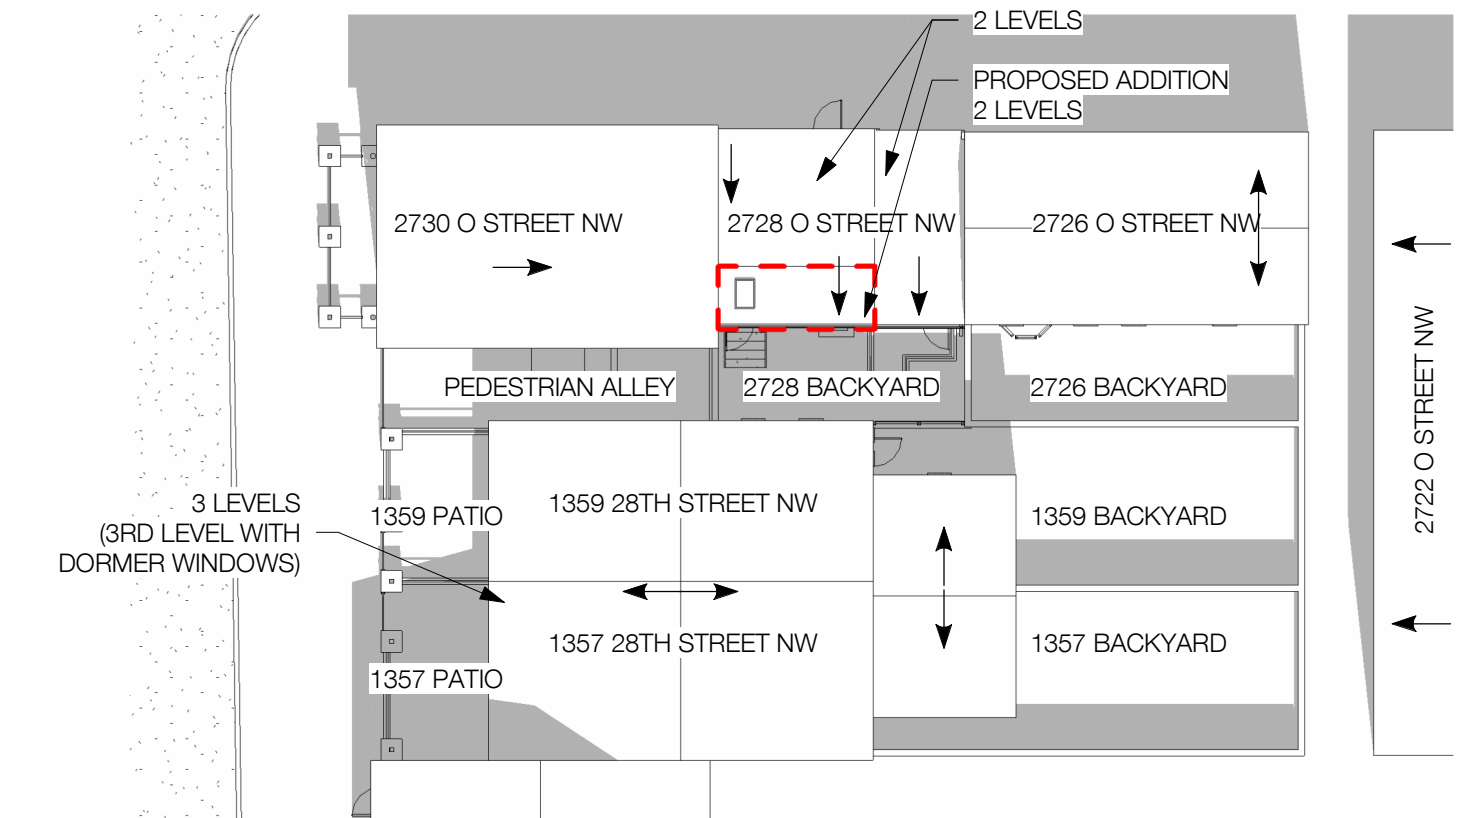 2 LEVELS
PROPOSED ADDITION
2 LEVELS
2730 O STREET NW
2728 O STREET NW
2726 O STREET NW
PEDESTRIAN ALLEY
2728 BACKYARD
2726 BACKYARD
2722 O STREET NW
3 LEVELS
(3RD LEVEL WITH
DORMER WINDOWS)
1359 PATIO
1359 28TH STREET NW
1359 BACKYARD
1357 28TH STREET NW
1357 BACKYARD
1357 PATIO